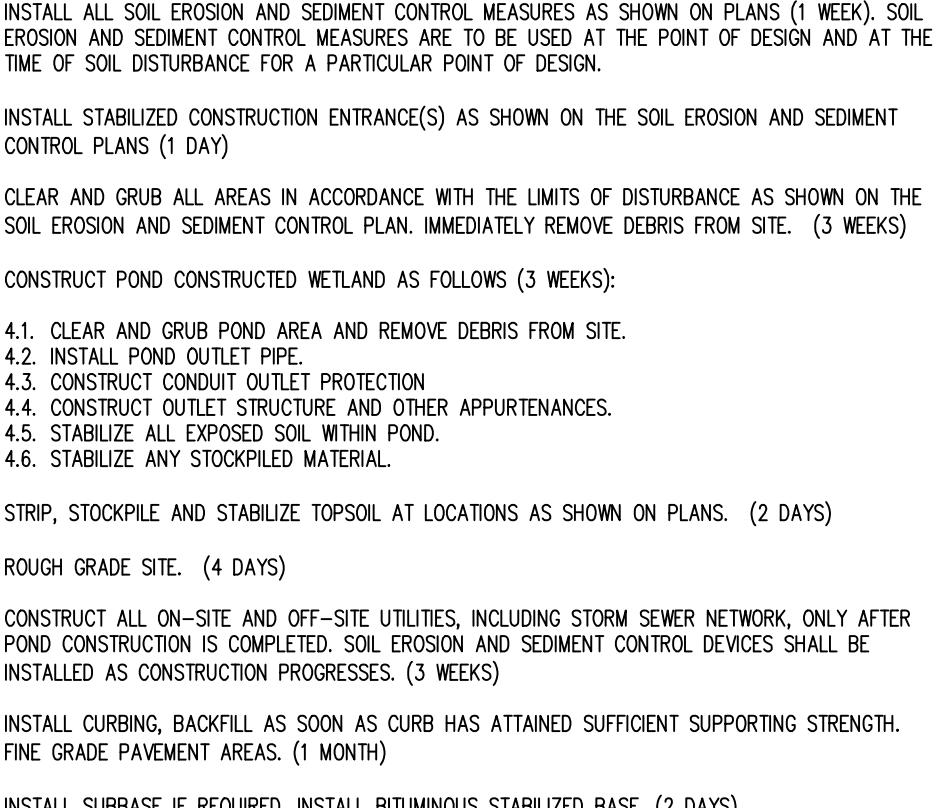 INSTALL ALL SOIL EROSION AND SEDIMENT CONTROL MEASURES AS SHOWN ON PLANS (1 WEEK). SOIL
EROSION AND SEDIMENT CONTROL MEASURES ARE TO BE USED AT THE POINT OF DESIGN AND AT THE
TIME OF SOIL DISTURBANCE FOR A PARTICULAR POINT OF DESIGN.
INSTALL STABILIZED CONSTRUCTION ENTRANCE(S) AS SHOWN ON THE SOIL EROSION AND SEDIMENT
CONTROL PLANS (1 DAY)
CLEAR AND GRUB ALL AREAS IN ACCORDANCE WITH THE LIMITS OF DISTURBANCE AS SHOWN ON THE
SOIL EROSION AND SEDIMENT CONTROL PLAN. IMMEDIATELY REMOVE DEBRIS FROM SITE. (3 WEEKS)
CONSTRUCT POND CONSTRUCTED WETLAND AS FOLLOWS (3 WEEKS):
4.1. CLEAR AND GRUB POND AREA AND REMOVE DEBRIS FROM SITE.
4.2. INSTALL POND OUTLET PIPE.
4.3. CONSTRUCT CONDUIT OUTLET PROTECTION
4.4. CONSTRUCT OUTLET STRUCTURE AND OTHER APPURTENANCES.
4.5. STABILIZE ALL EXPOSED SOIL WITHIN POND.
4.6. STABILIZE ANY STOCKPILED MATERIAL.
STRIP, STOCKPILE AND STABILIZE TOPSOIL AT LOCATIONS AS SHOWN ON PLANS. (2 DAYS)
ROUGH GRADE SITE. (4 DAYS)
CONSTRUCT ALL ON-SITE AND OFF-SITE UTILITIES, INCLUDING STORM SEWER NETWORK, ONLY AFTER
POND CONSTRUCTION IS COMPLETED. SOIL EROSION AND SEDIMENT CONTROL DEVICES SHALL BE
INSTALLED AS CONSTRUCTION PROGRESSES. (3 WEEKS)
INSTALL CURBING, BACKFILL AS SOON AS CURB HAS ATTAINED SUFFICIENT SUPPORTING STRENGTH.
FINE GRADE PAVEMENT AREAS. (1 MONTH)
INSTALL SUBBASE IF REQUIRED. INSTALL BITUMINOUS STABILIZED BASE. (2 DAYS)